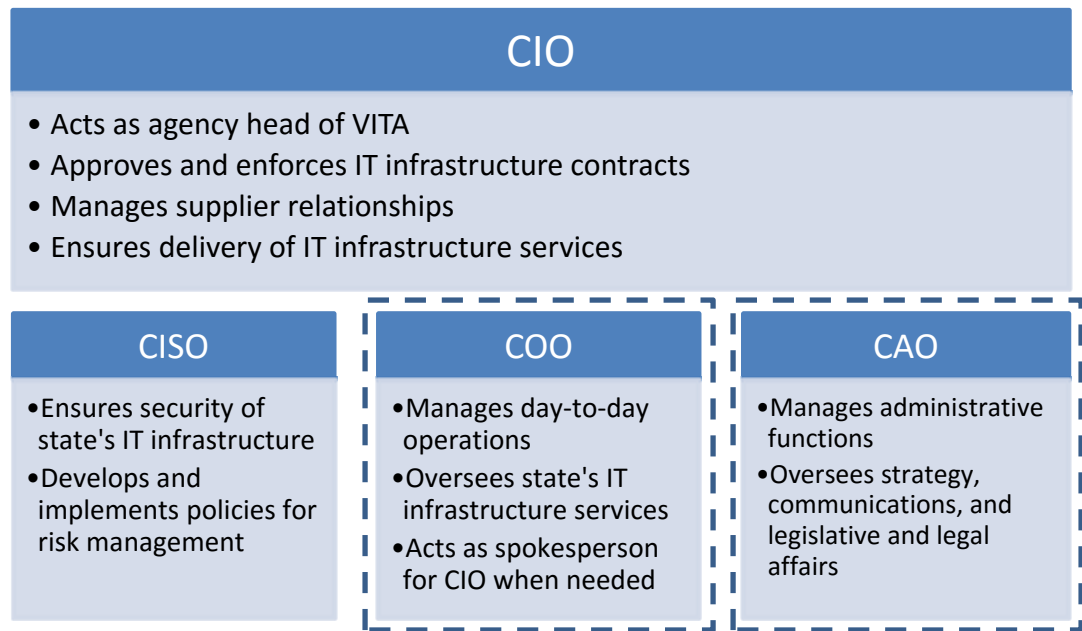 CIO
• Acts as agency head of VITA
• Approves and enforces IT infrastructure contracts
• Manages supplier relationships
• Ensures delivery of IT infrastructure services
CISO
•Ensures security of
state's IT infrastructure
•Develops and
implements policies for
risk management
COO
•Manages day-to-day
operations
•Oversees state's IT
infrastructure services
•Acts as spokesperson
for CIO when needed
CAO
•Manages administrative
functions
•Oversees strategy,
communications, and
legislative and legal
affairs